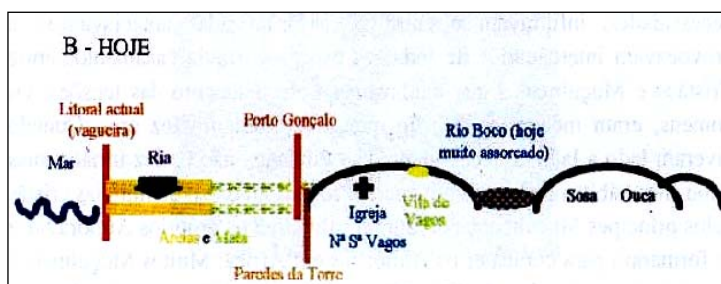 B - HOJE
Litoral actual
(vagueira)
Porto Gonçalo
Mar
Ria
Rio Boco (hoje
muito assoreado)
Igreja
Nª Sª Vagos
Vila de
Vagos
Sosa
Ouca
Areias e Mata
Paredes da Torre